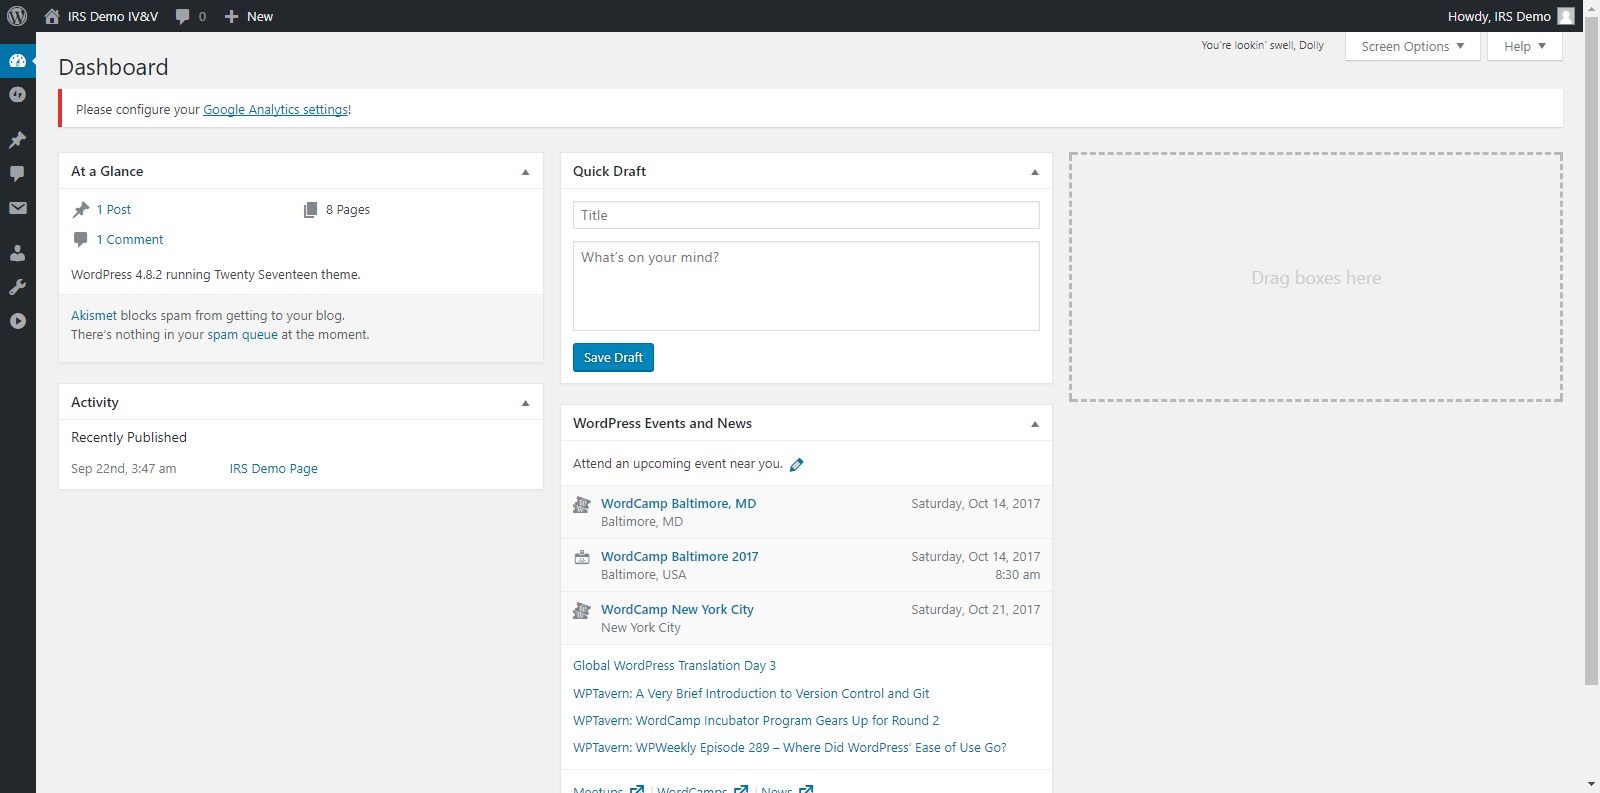 IRS Demo IV&V 0 New Howdy, IRS Demo
You're lookin' swell, Dolly Screen Options Help
Dashboard
Please configure your Google Analytics settings!
At a Glance
1 Post 8 Pages
1 Comment
WordPress 4.8.2 running Twenty Seventeen theme.
Akismet blocks spam from getting to your blog.
There's nothing in your spam queue at the moment.
Activity
Recently Published
Sep 22nd, 3:47 am IRS Demo Page
Quick Draft
Title
What's on your mind?
Save Draft
WordPress Events and News
Attend an upcoming event near you.
WordCamp Baltimore, MD Saturday, Oct 14, 2017
Baltimore, MD
WordCamp Baltimore 2017 Saturday, Oct 14, 2017
Baltimore, USA 8:30 am
WordCamp New York City Saturday, Oct 21, 2017
New York City
Global WordPress Translation Day 3
WPTavern: A Very Brief Introduction to Version Control and Git
WPTavern: WordCamp Incubator Program Gears Up for Round 2
WPTavern: WPWeekly Episode 289 – Where Did WordPress' Ease of Use Go?
Meetups | WordCamps | News
Drag boxes here